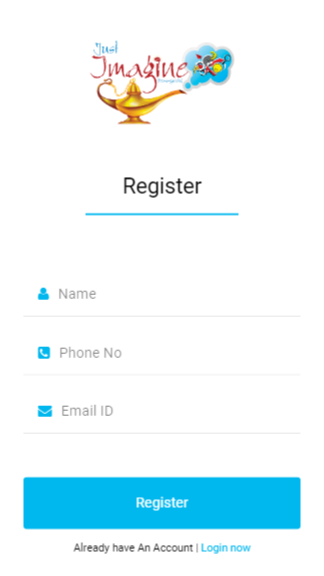 Just
Imagine
Register
Name
Phone No
Email ID
Register
Already have An Account | Login now